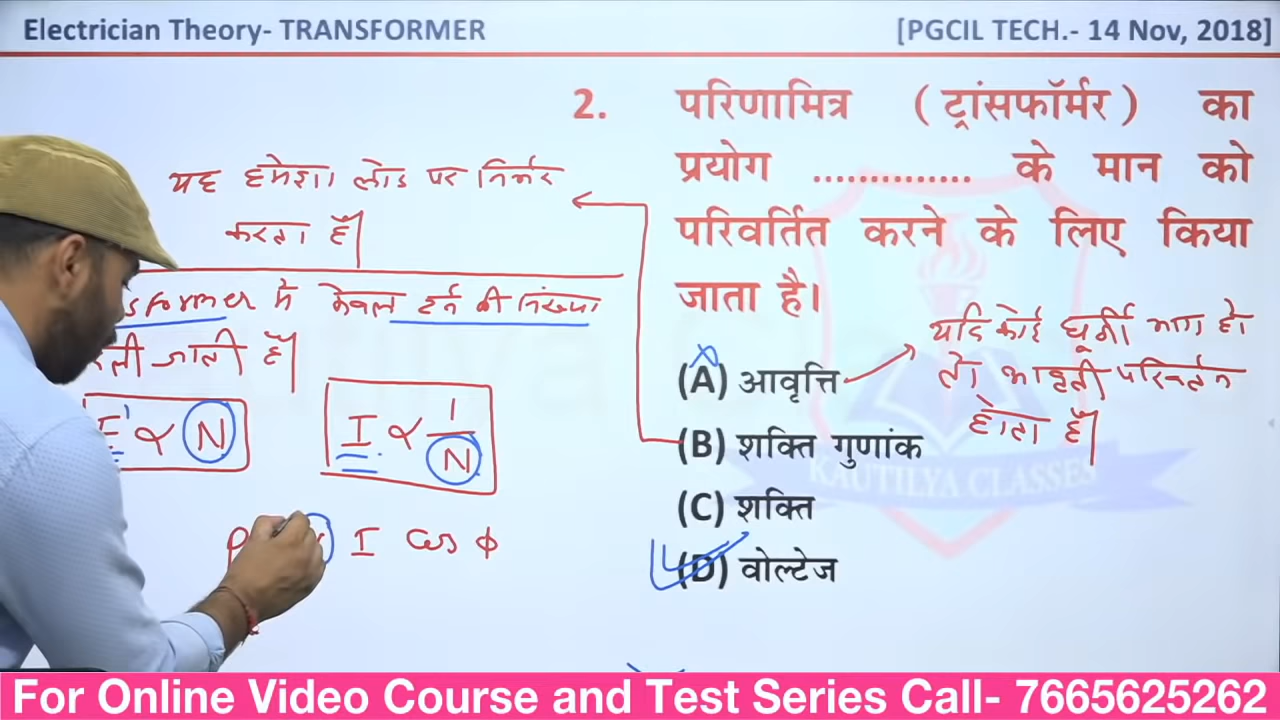 Electrician Theory- TRANSFORMER
[PGCIL TECH.- 14 Nov, 2018]
2. परिणामित्र (ट्रांसफॉर्मर) का
प्रयोग .............. के मान को
परिवर्तित करने के लिए किया
जाता है।
(A) आवृत्ति
(B) शक्ति गुणांक
(C) शक्ति
(D) वोल्टेज
यदि कोई घूर्णी भाग हो
तो आवृती परिवर्तन
होता है।
यह हमेशा लोड पर निर्भर
करता है।
sformer में केवल टर्न की संख्या
ली जाती है।
E' ∝ N
I ∝ 1/N
P I cos ϕ
KAUTILYA CLASSES
For Online Video Course and Test Series Call- 7665625262